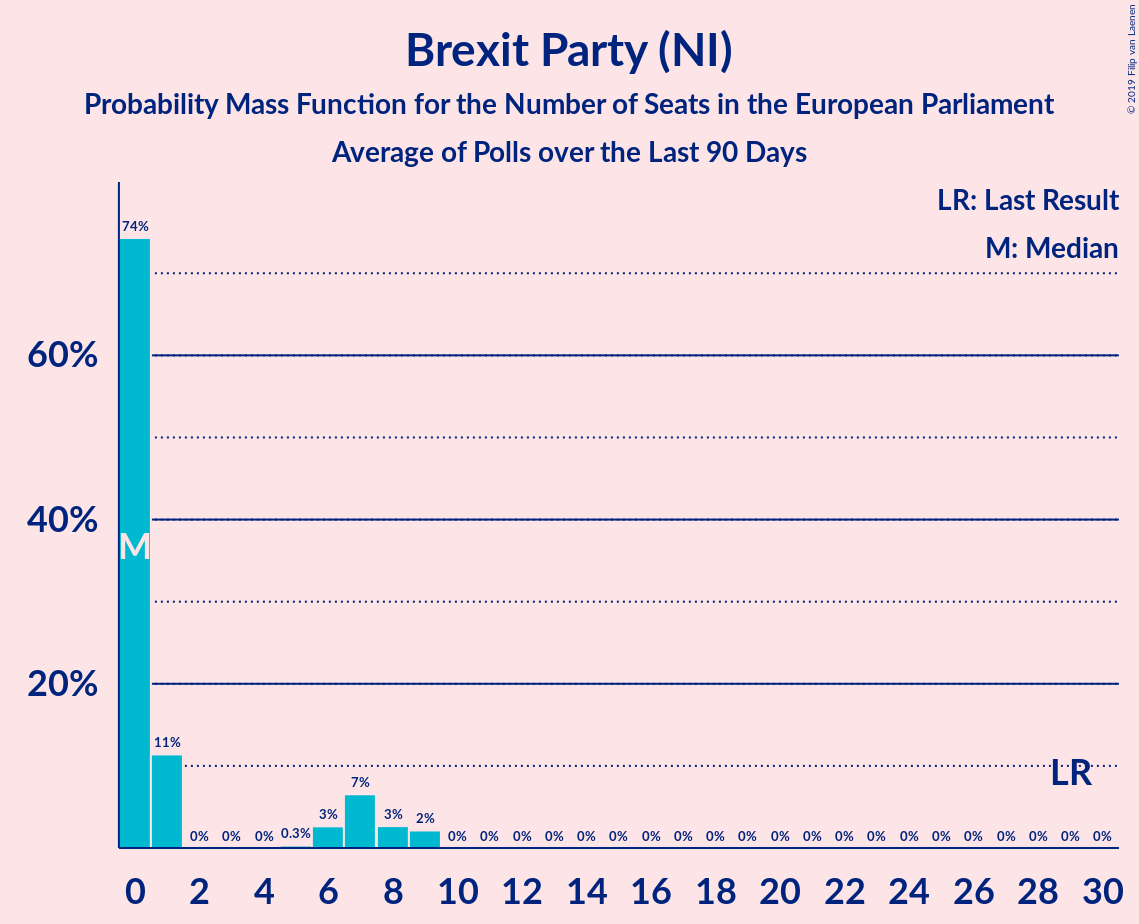 Brexit Party (NI)
Probability Mass Function for the Number of Seats in the European Parliament
Average of Polls over the Last 90 Days
© 2019 Filip van Laenen
LR: Last Result
M: Median
74%
60%
40%
M
20%
11%
LR
7%
3% 3% 2%
0% 0% 0% 0.3% 0% 0% 0% 0% 0% 0% 0% 0% 0% 0% 0% 0% 0% 0% 0% 0% 0% 0% 0% 0% 0%
0 2 4 6 8 10 12 14 16 18 20 22 24 26 28 30